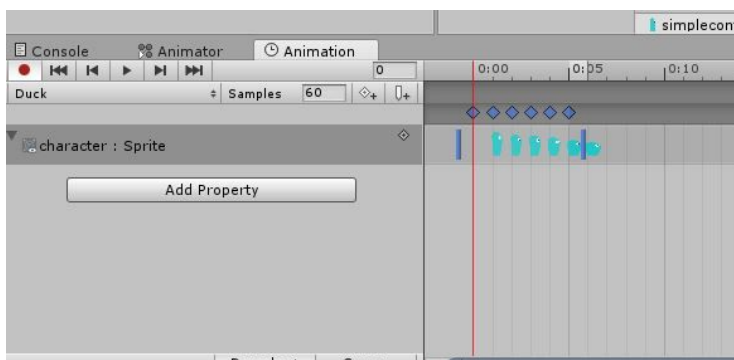 simplecon
Console Animator Animation
0 0:00 0:05 0:10
Duck Samples 60
character : Sprite
Add Property